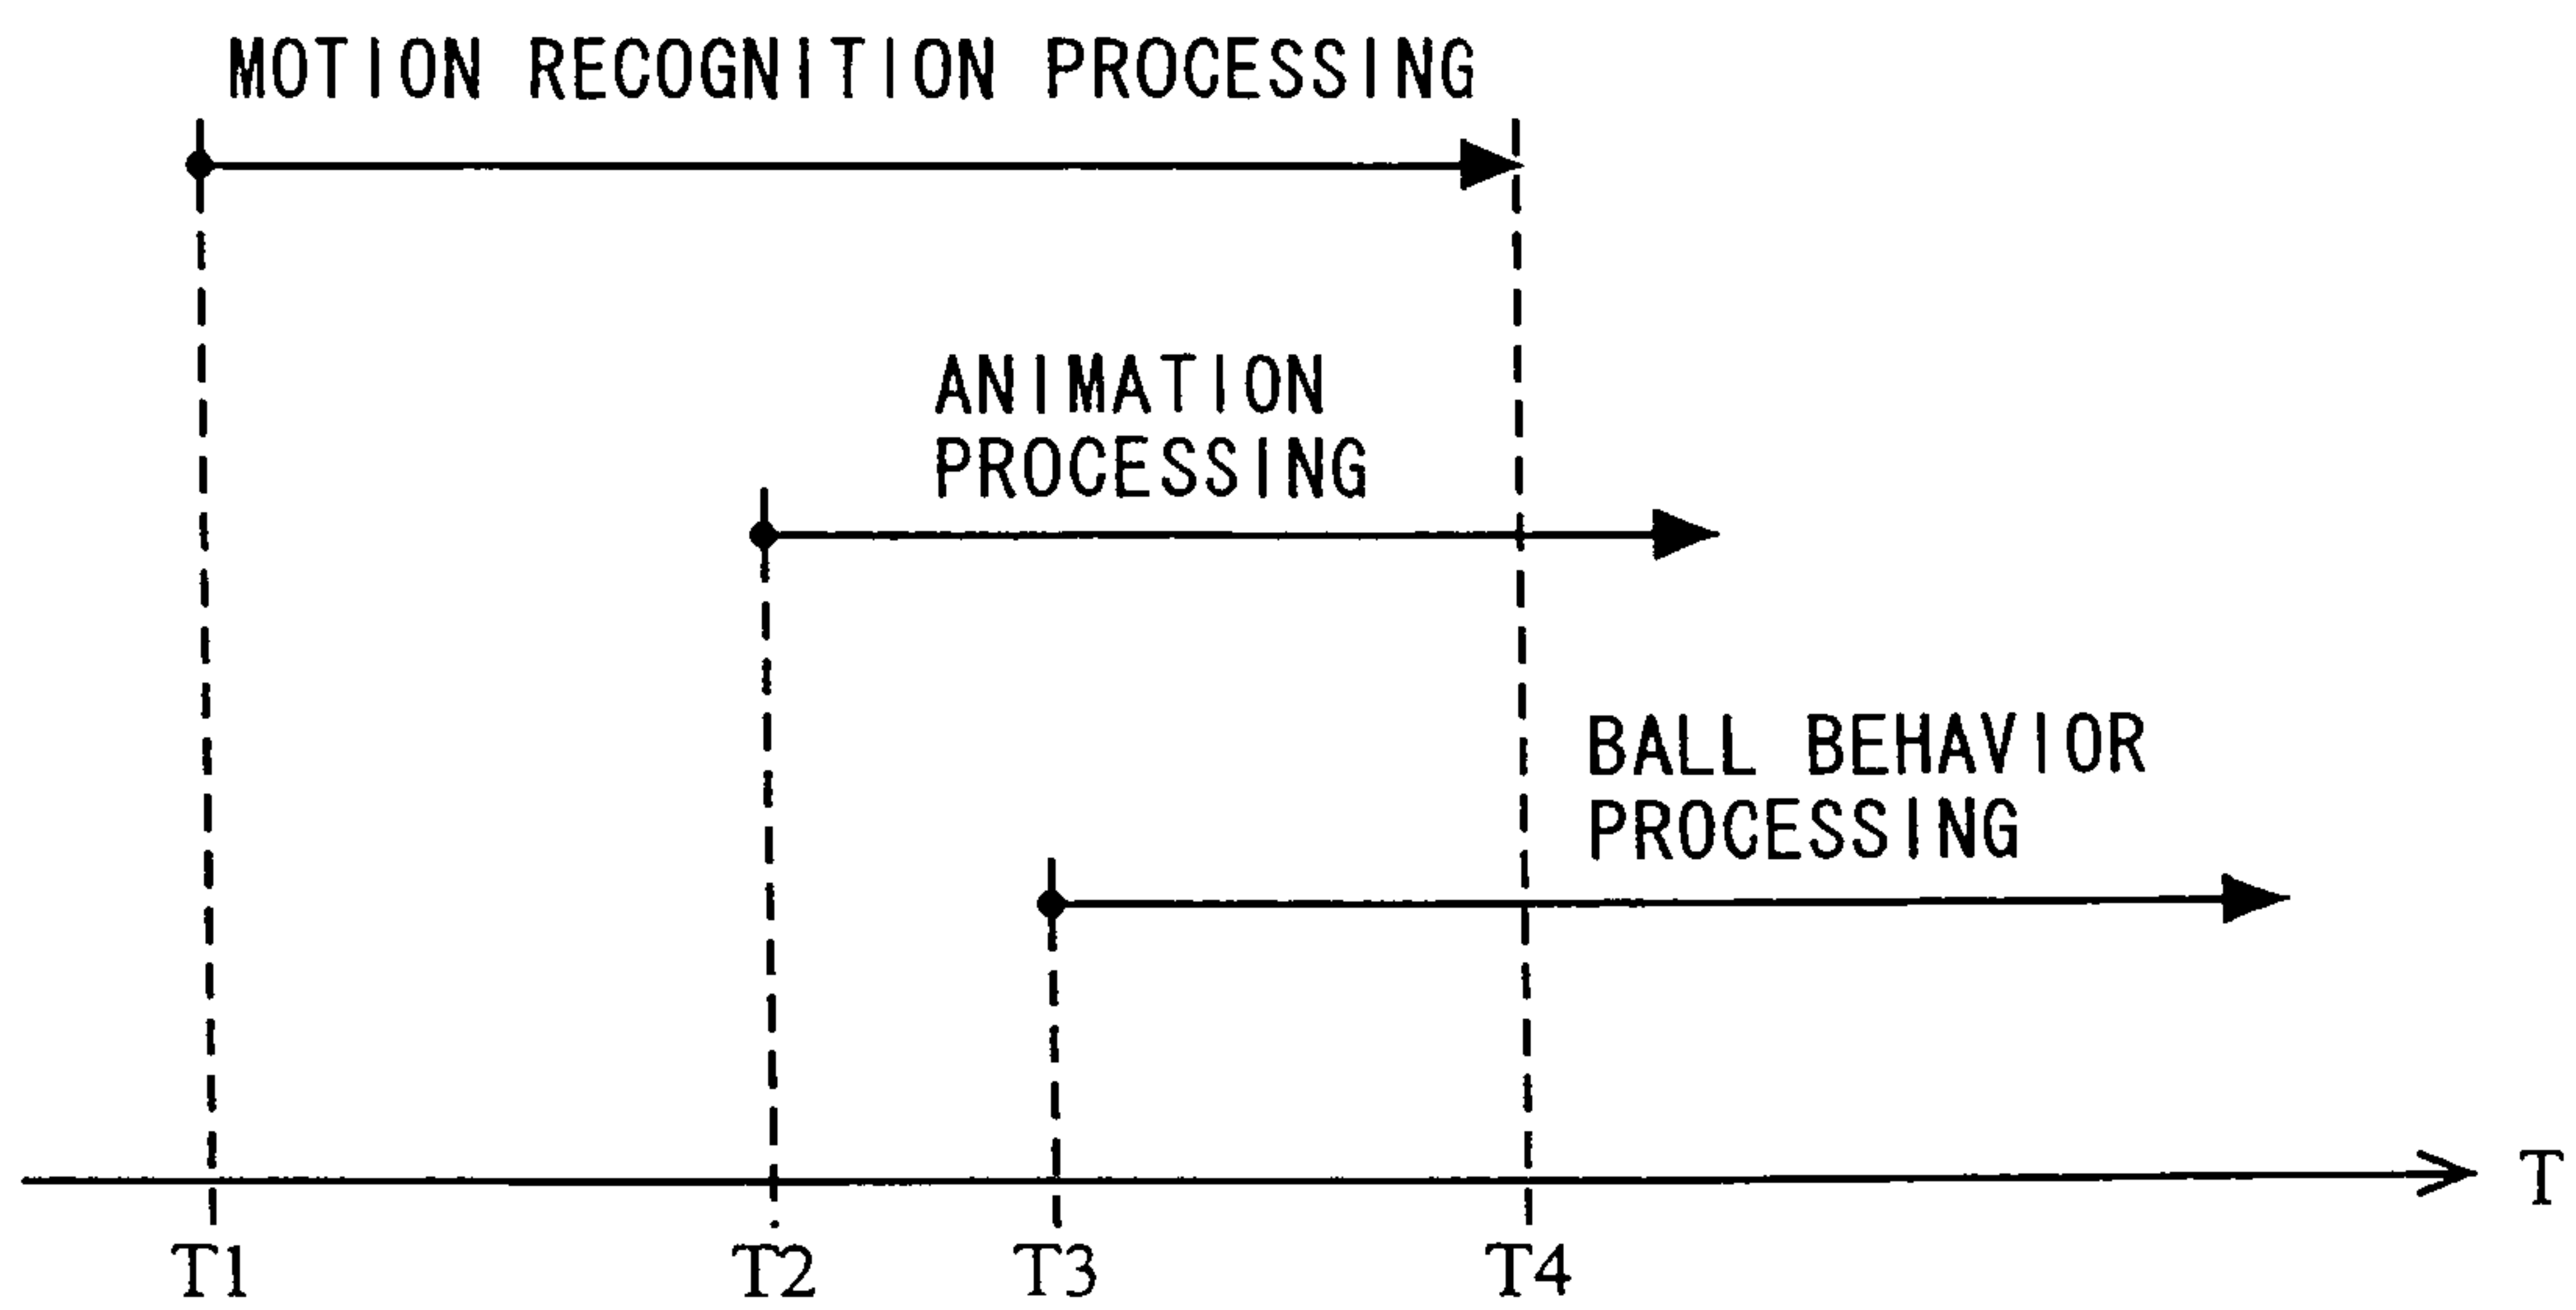 MOTION RECOGNITION PROCESSING
ANIMATION
PROCESSING
BALL BEHAVIOR
PROCESSING
T
T1 T2 T3 T4